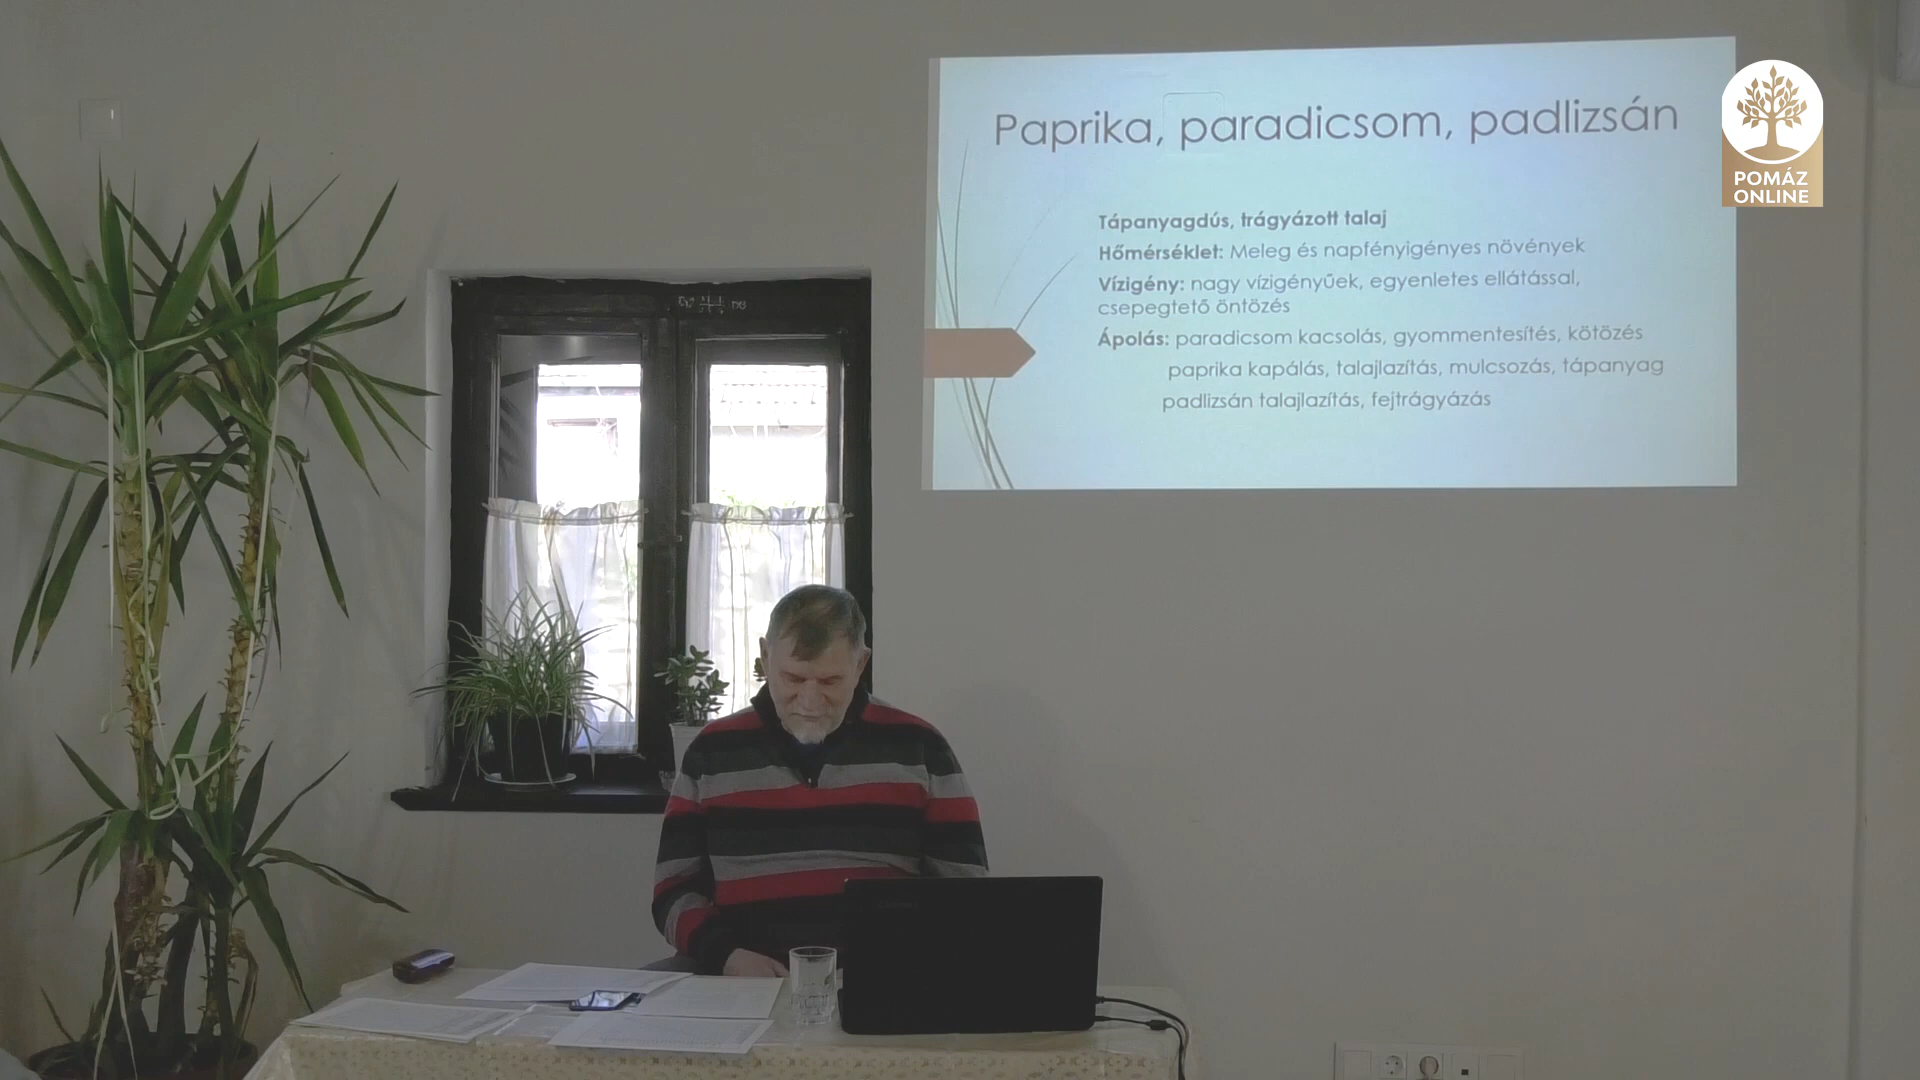 Paprika, paradicsom, padlizsán
Tápanyagdús, trágyázott talaj
Hőmérséklet: Meleg és napfényigényes növények
Vízigény: nagy vízigényűek, egyenletes ellátással,
csepegtető öntözés
Ápolás: paradicsom kacsolás, gyommentesítés, kötözés
paprika kapálás, talajlazítás, mulcsozás, tápanyag
padlizsán talajlazítás, fejtrágyázás
POMÁZ
ONLINE